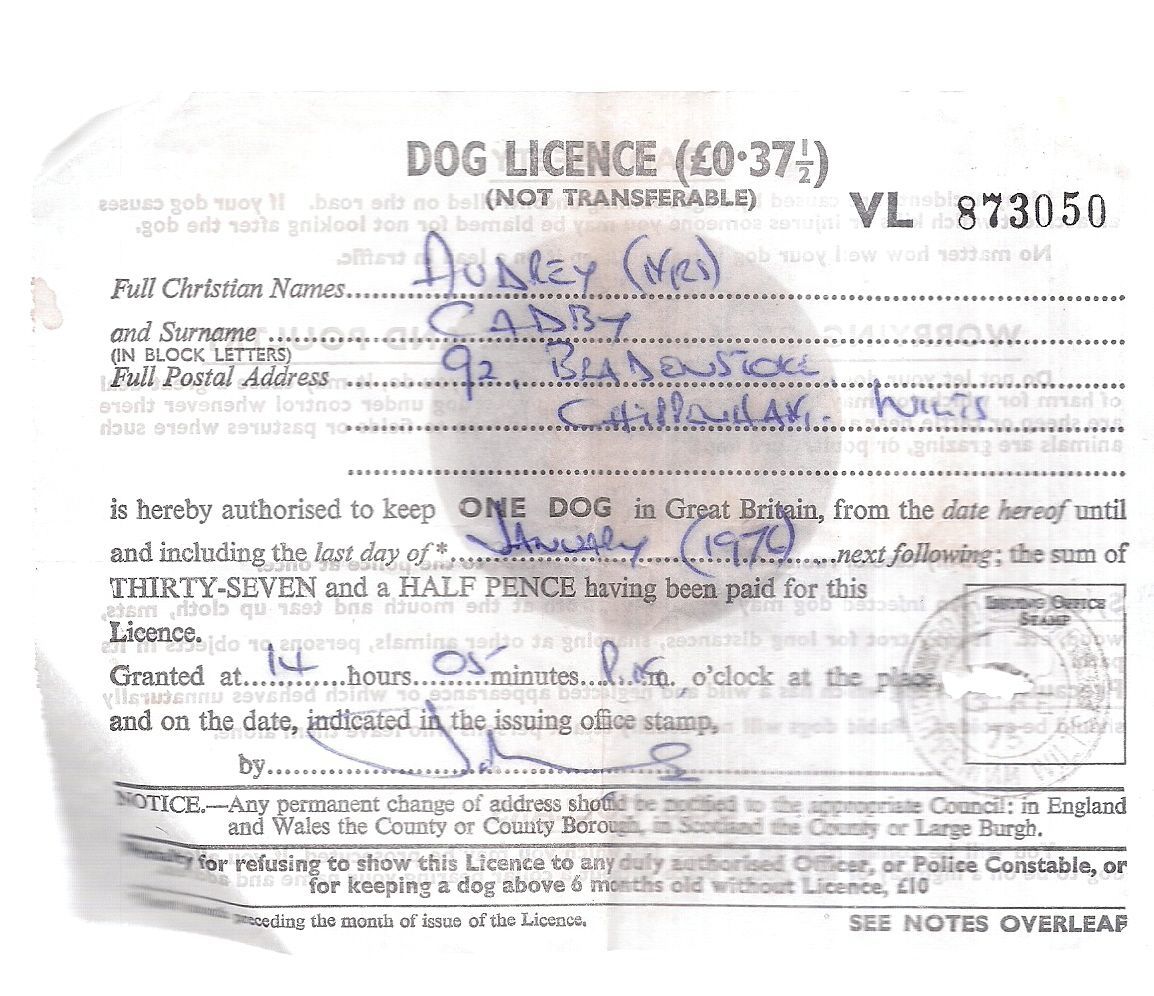 DOG LICENCE (£0·37½)
(NOT TRANSFERABLE)
VL 873050
Full Christian Names AUDREY (MRS)
and Surname CADBY
(IN BLOCK LETTERS)
Full Postal Address 92, BRADENSTOKE,
CHIPPENHAM. WILTS
is hereby authorised to keep ONE DOG in Great Britain, from the date hereof until
and including the last day of* JANUARY (1976) next following; the sum of
THIRTY-SEVEN and a HALF PENCE having been paid for this
Licence.
Granted at 14 hours 05 minutes P.m. o'clock at the place,
and on the date, indicated in the issuing office stamp,
by
ISSUING OFFICE
STAMP
NOTICE.—Any permanent change of address should be notified to the appropriate Council: in England
and Wales the County or County Borough, in Scotland the County or Large Burgh.
Penalty for refusing to show this Licence to any duly authorised Officer, or Police Constable, or
for keeping a dog above 6 months old without Licence, £10
preceding the month of issue of the Licence.
SEE NOTES OVERLEAF